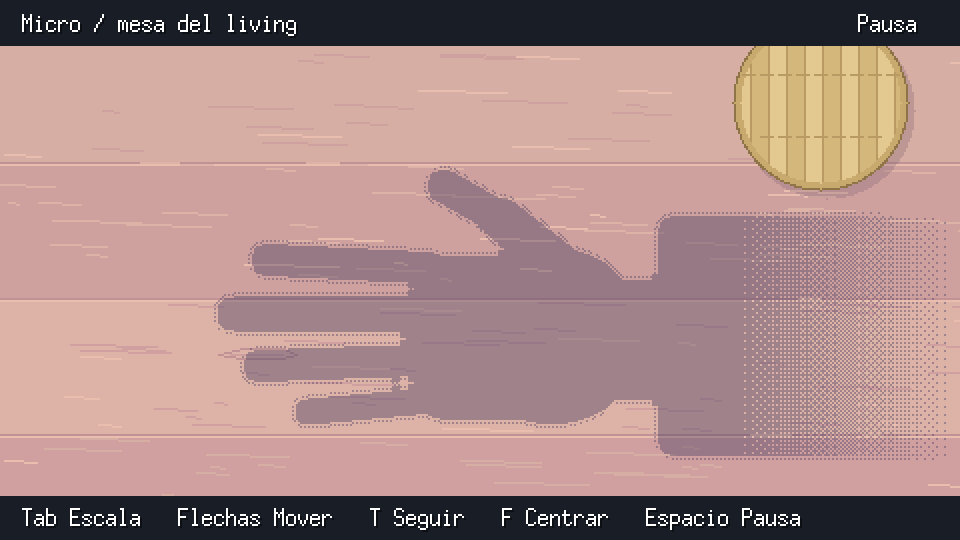 Micro / mesa del living
Pausa
Tab Escala Flechas Mover T Seguir F Centrar Espacio Pausa